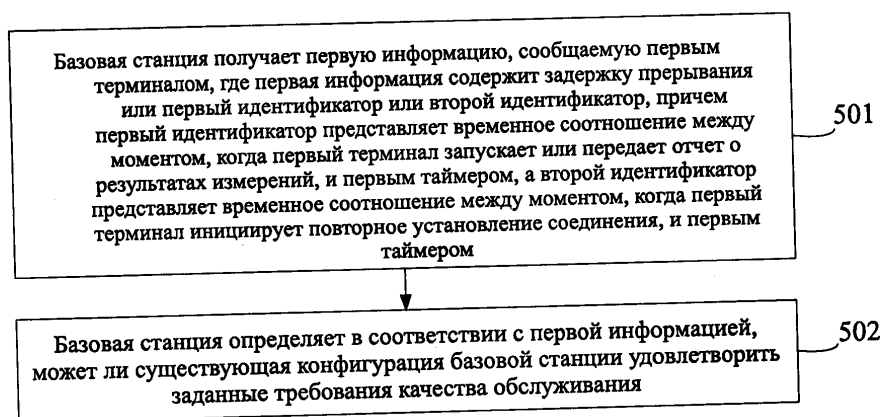 Базовая станция получает первую информацию, сообщаемую первым
терминалом, где первая информация содержит задержку прерывания
или первый идентификатор или второй идентификатор, причем
первый идентификатор представляет временное соотношение между
моментом, когда первый терминал запускает или передает отчет о
результатах измерений, и первым таймером, а второй идентификатор
представляет временное соотношение между моментом, когда первый
терминал инициирует повторное установление соединения, и первым
таймером
501
Базовая станция определяет в соответствии с первой информацией,
может ли существующая конфигурация базовой станции удовлетворить
заданные требования качества обслуживания
502